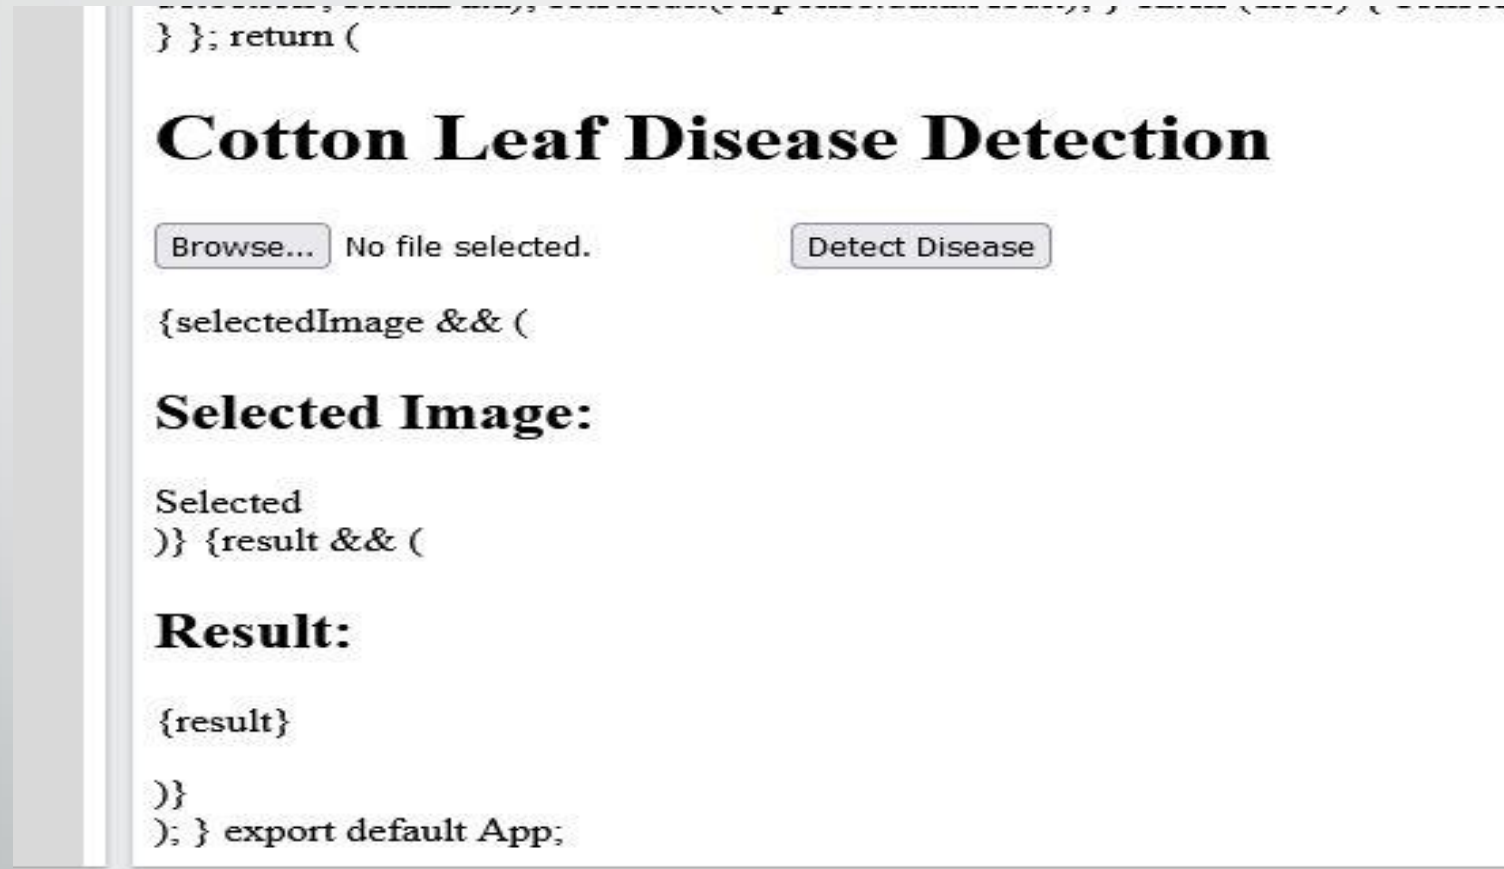 } }; return (
Cotton Leaf Disease Detection
Browse... No file selected. Detect Disease
{selectedImage && (
Selected Image:
Selected
)} {result && (
Result:
{result}
)}
); } export default App;